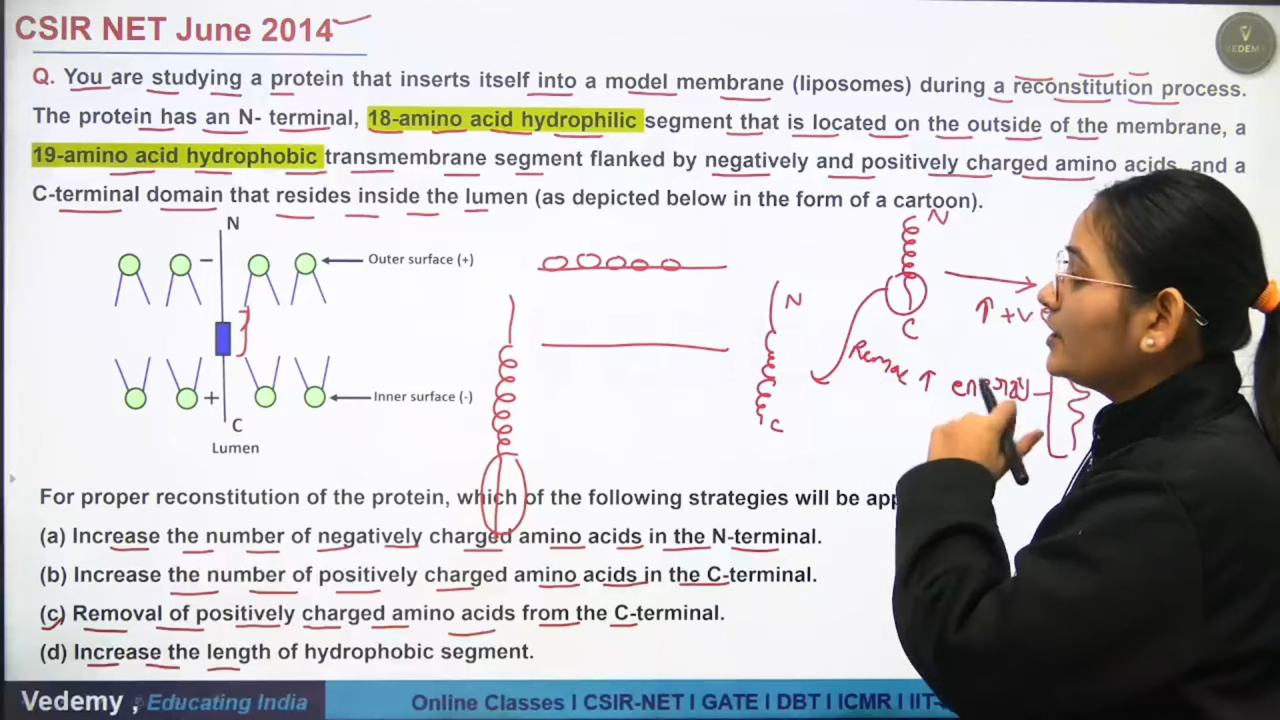 CSIR NET June 2014
VEDEMY
Q. You are studying a protein that inserts itself into a model membrane (liposomes) during a reconstitution process.
The protein has an N- terminal, 18-amino acid hydrophilic segment that is located on the outside of the membrane, a
19-amino acid hydrophobic transmembrane segment flanked by negatively and positively charged amino acids, and a
C-terminal domain that resides inside the lumen (as depicted below in the form of a cartoon).
N
−
Outer surface (+)
+
Inner surface (-)
C
Lumen
N
C
N
C
↑ +v
Remove ↑ energy
For proper reconstitution of the protein, which of the following strategies will be
(a) Increase the number of negatively charged amino acids in the N-terminal.
(b) Increase the number of positively charged amino acids in the C-terminal.
(c) Removal of positively charged amino acids from the C-terminal.
(d) Increase the length of hydrophobic segment.
Vedemy , Educating India
Online Classes I CSIR-NET I GATE I DBT I ICMR I